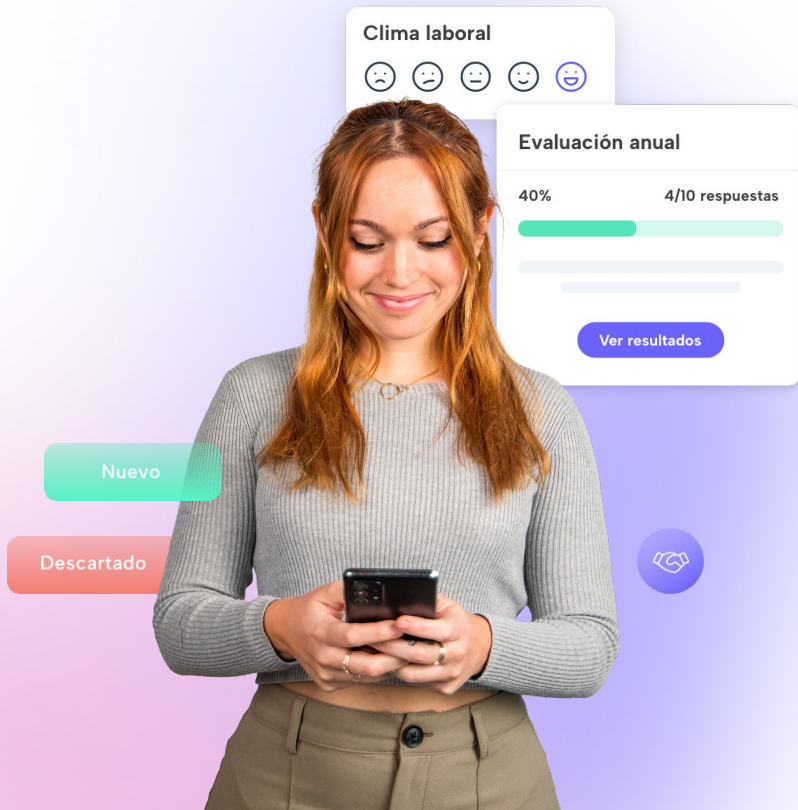 Clima laboral
Evaluación anual
40% 4/10 respuestas
Ver resultados
Nuevo
Descartado